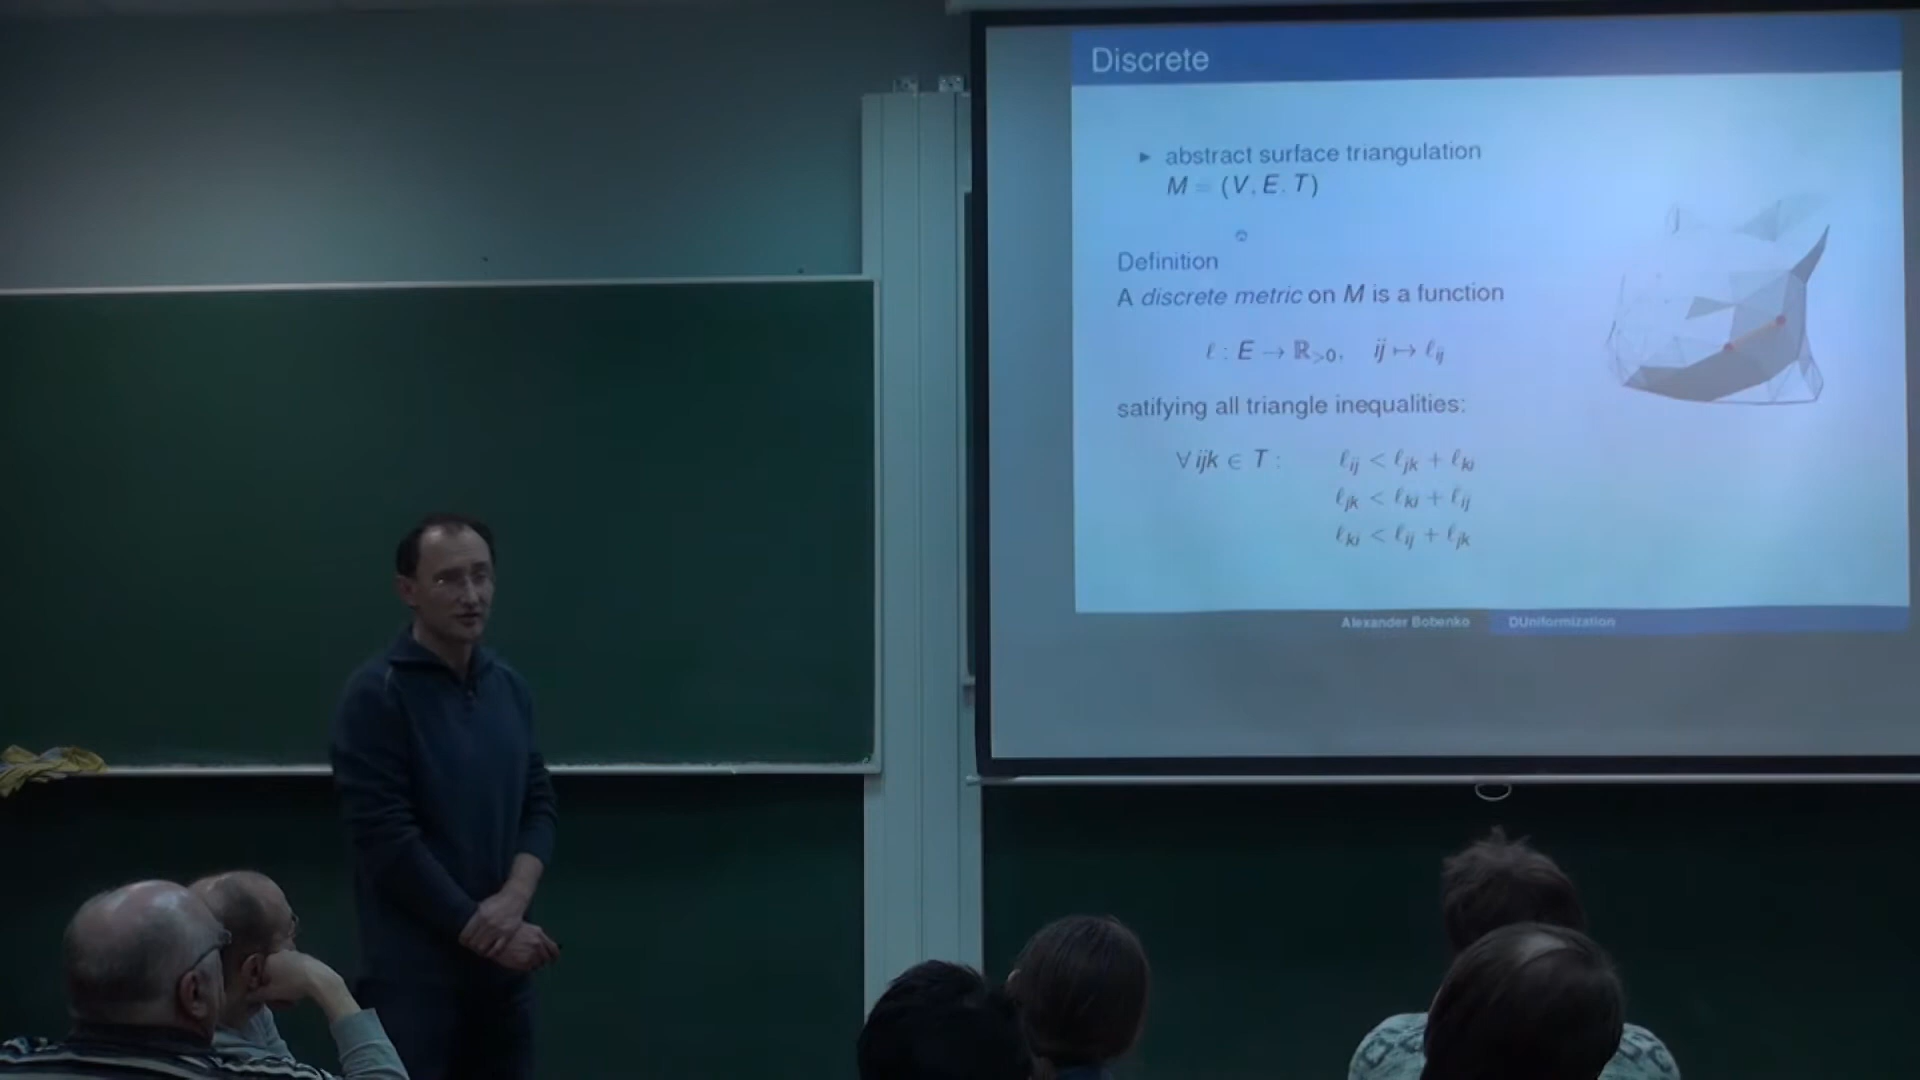 Discrete
► abstract surface triangulation
M = (V, E, T)
Definition
A discrete metric on M is a function
ℓ : E → ℝ>0, ij ↦ ℓij
satifying all triangle inequalities:
∀ ijk ∈ T : ℓij < ℓjk + ℓki
ℓjk < ℓki + ℓij
ℓki < ℓij + ℓjk
Alexander Bobenko DUniformization